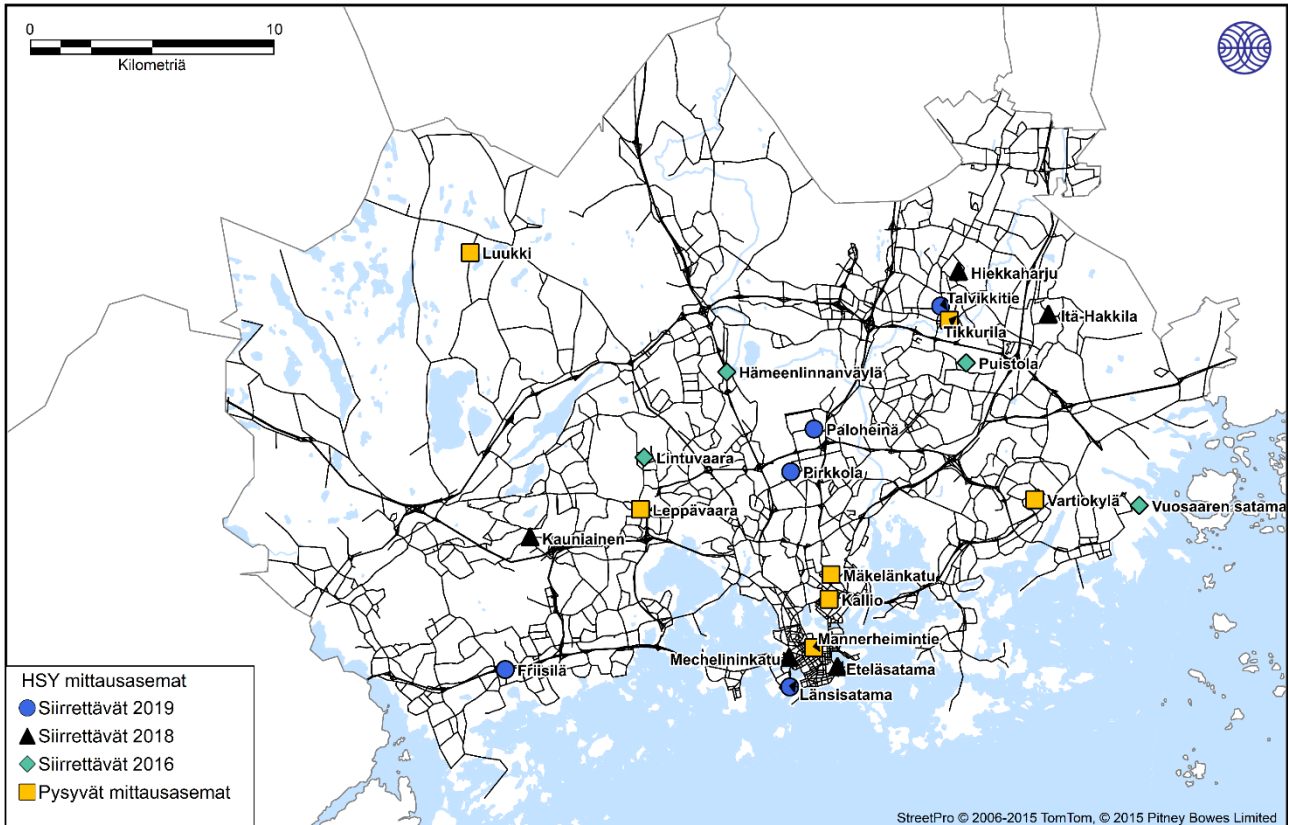 0 10
Kilometriä
Luukki
Hiekkaharju
Talvikkitie
Itä-Hakkila
Tikkurila
Puistola
Hämeenlinnanväylä
Paloheinä
Lintuvaara
Pirkkola
Vartiokylä
Vuosaaren satama
Leppävaara
Kauniainen
Mäkelänkatu
Kallio
Mannerheimintie
Mechelininkatu
Eteläsatama
Friisilä
Länsisatama
HSY mittausasemat
Siirrettävät 2019
Siirrettävät 2018
Siirrettävät 2016
Pysyvät mittausasemat
StreetPro © 2006-2015 TomTom, © 2015 Pitney Bowes Limited